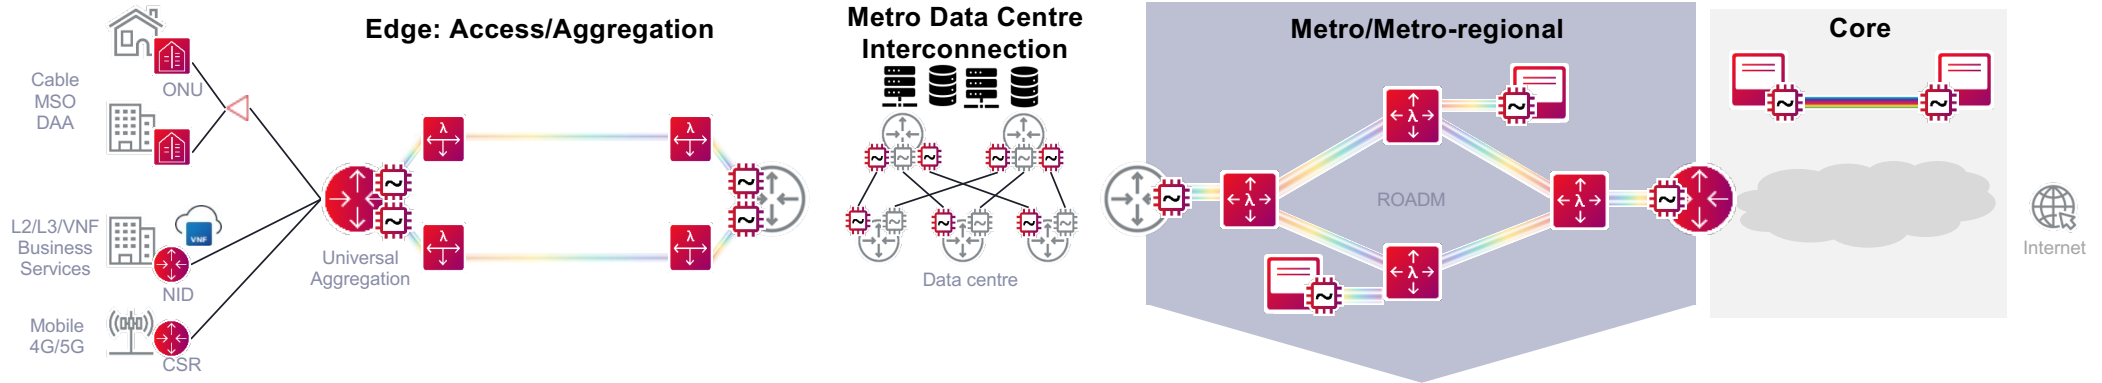 Edge: Access/Aggregation
Metro Data Centre
Interconnection
Metro/Metro-regional
Core
Cable
MSO
DAA
ONU
L2/L3/VNF
Business
Services
VNF
NID
Mobile
4G/5G
CSR
Universal
Aggregation
λ
λ
λ
λ
Data centre
λ
λ
ROADM
λ
λ
Internet